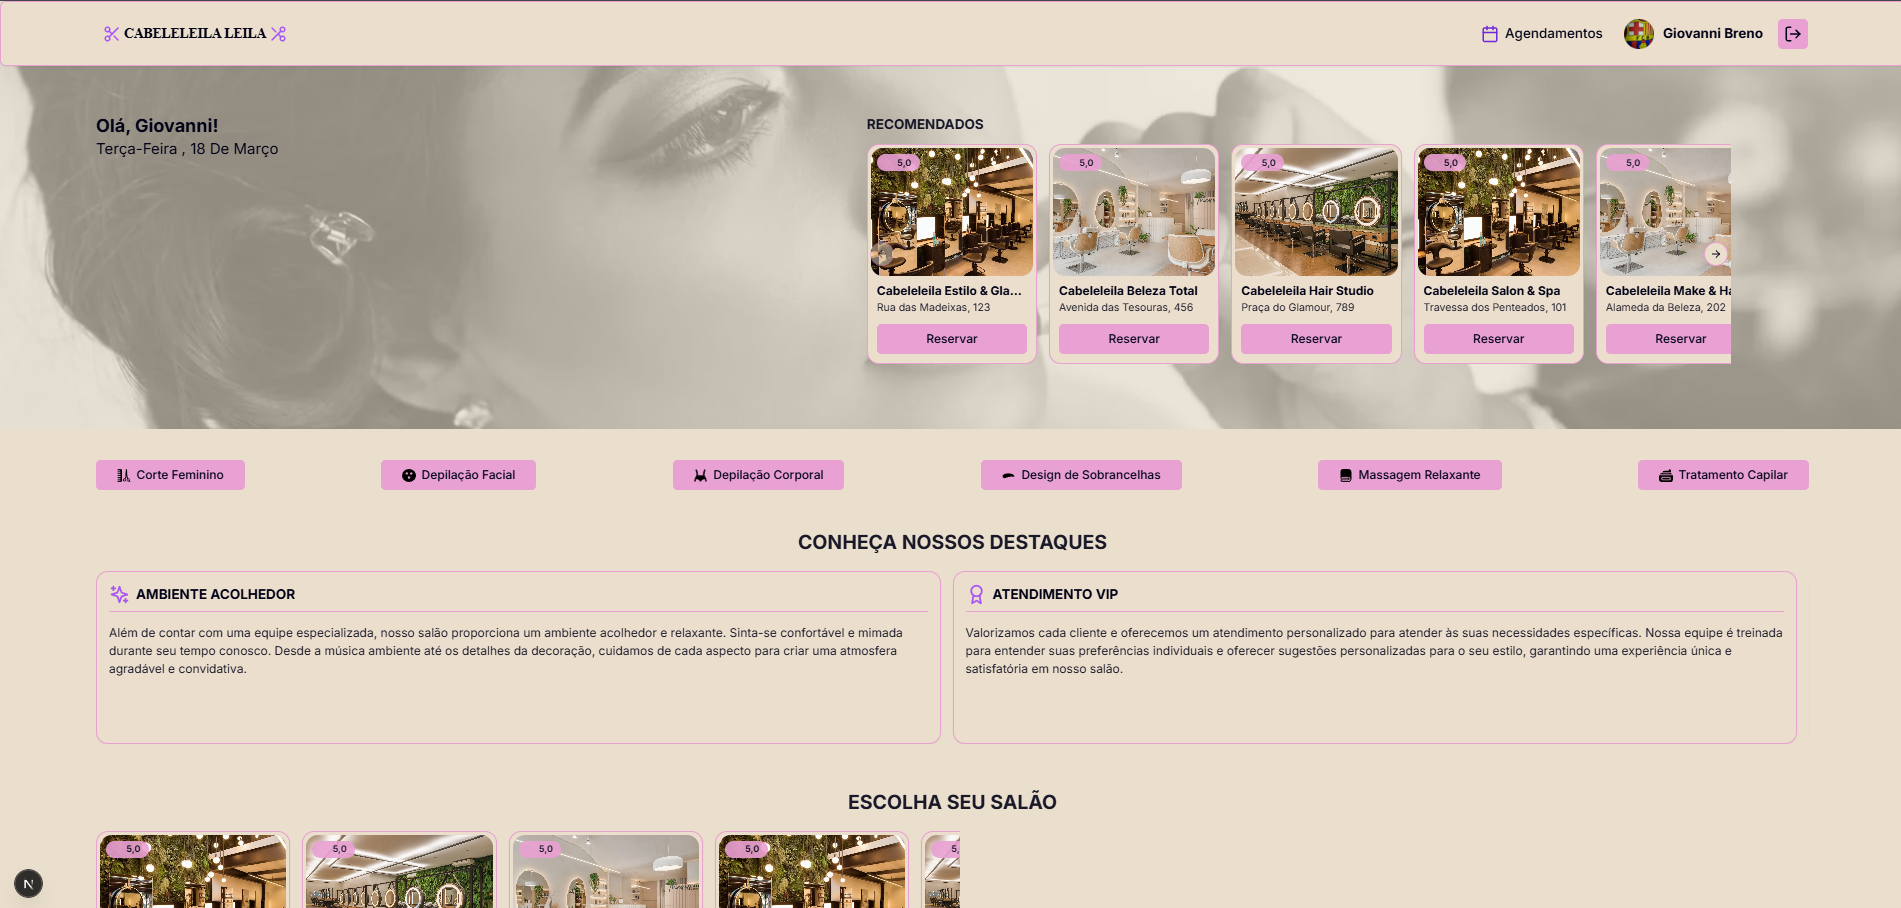 CABELELEILA LEILA
Agendamentos
Giovanni Breno
Olá, Giovanni!
Terça-Feira , 18 De Março
RECOMENDADOS
5,0
5,0
5,0
5,0
5,0
Cabeleleila Estilo & Gla...
Cabeleleila Beleza Total
Cabeleleila Hair Studio
Cabeleleila Salon & Spa
Cabeleleila Make & Ha
Rua das Madeixas, 123
Avenida das Tesouras, 456
Praça do Glamour, 789
Travessa dos Penteados, 101
Alameda da Beleza, 202
Reservar
Reservar
Reservar
Reservar
Reservar
Corte Feminino
Depilação Facial
Depilação Corporal
Design de Sobrancelhas
Massagem Relaxante
Tratamento Capilar
CONHEÇA NOSSOS DESTAQUES
AMBIENTE ACOLHEDOR
Além de contar com uma equipe especializada, nosso salão proporciona um ambiente acolhedor e relaxante. Sinta-se confortável e mimada
durante seu tempo conosco. Desde a música ambiente até os detalhes da decoração, cuidamos de cada aspecto para criar uma atmosfera
agradável e convidativa.
ATENDIMENTO VIP
Valorizamos cada cliente e oferecemos um atendimento personalizado para atender às suas necessidades específicas. Nossa equipe é treinada
para entender suas preferências individuais e oferecer sugestões personalizadas para o seu estilo, garantindo uma experiência única e
satisfatória em nosso salão.
ESCOLHA SEU SALÃO
5,0
5,0
5,0
5,0
5,
N